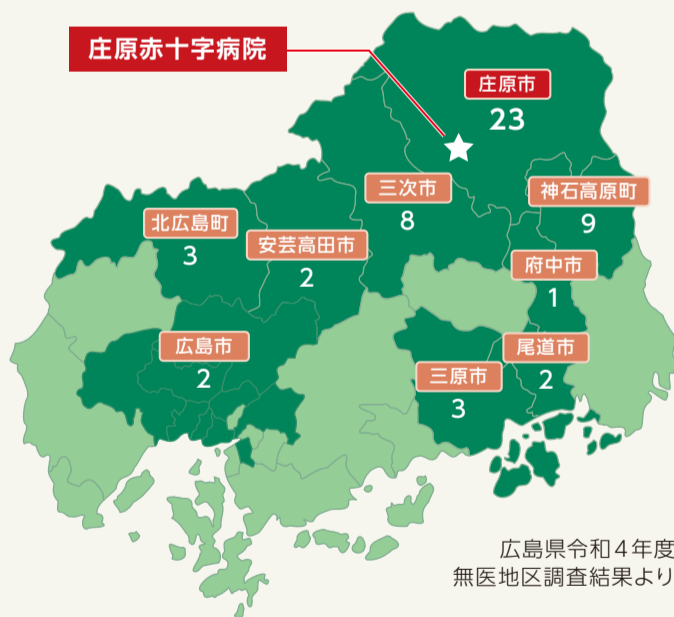 庄原赤十字病院
庄原市
23
三次市
8
神石高原町
9
北広島町
3
安芸高田市
2
府中市
1
広島市
2
尾道市
2
三原市
3
広島県令和4年度
無医地区調査結果より